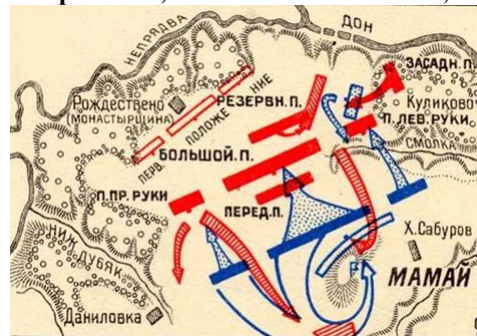 НЕПРЯДВА
ДОН
ЗАСАДН. П.
РОЖДЕСТВЕНО
(МОНАСТЫРЩИНА)
ПЕРВ. ПОЛОЖЕНИЕ
РЕЗЕРВН. П.
КУЛИКОВО
П. ЛЕВ. РУКИ
СМОЛКА
БОЛЬШОЙ. П.
П. ПР. РУКИ
ПЕРЕД. П.
НИЖ. ДУБЯК
Х. Сабуров
МАМАЙ
Даниловка